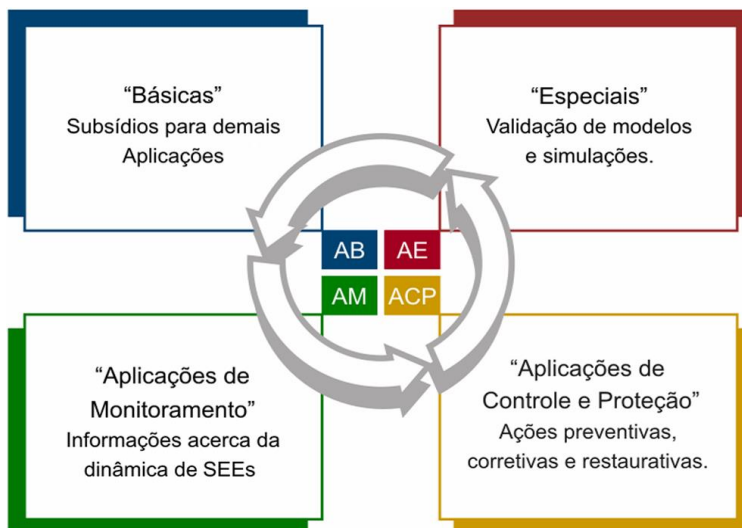 “Básicas”
Subsídios para demais
Aplicações
“Especiais”
Validação de modelos
e simulações.
AB
AE
AM
ACP
“Aplicações de
Monitoramento”
Informações acerca da
dinâmica de SEEs
“Aplicações de
Controle e Proteção”
Ações preventivas,
corretivas e restaurativas.